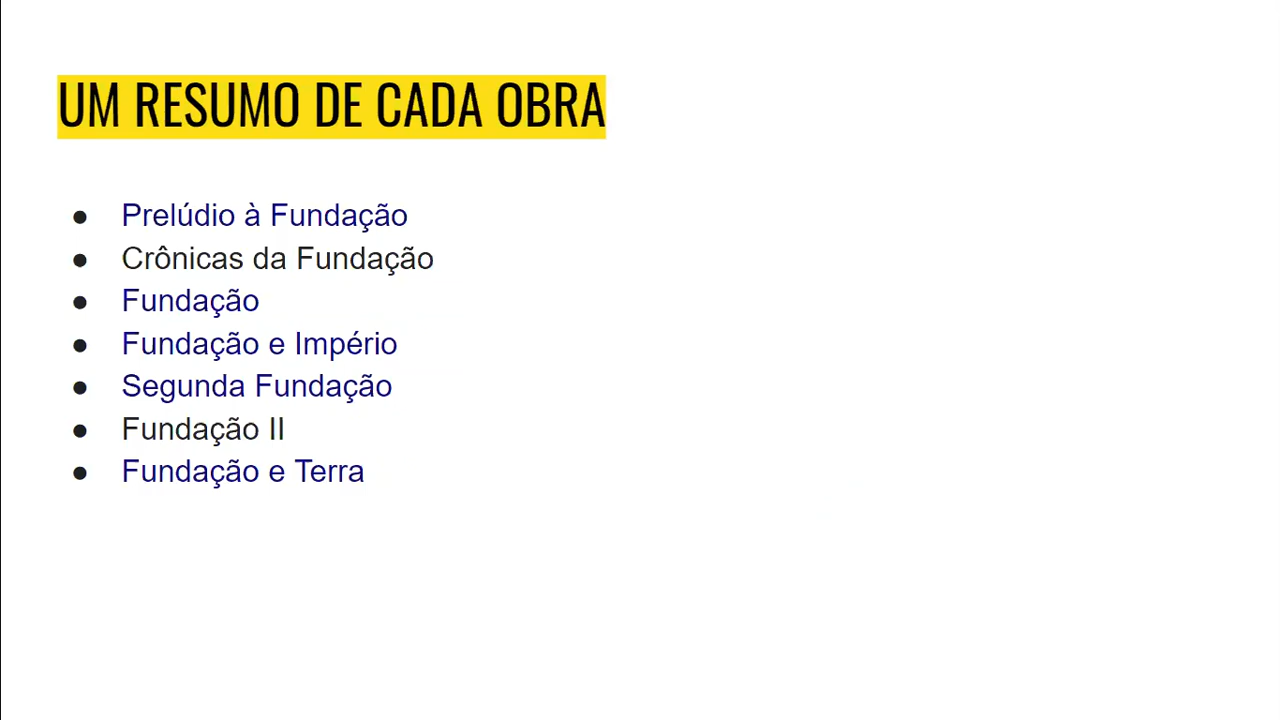 UM RESUMO DE CADA OBRA
● Prelúdio à Fundação
● Crônicas da Fundação
● Fundação
● Fundação e Império
● Segunda Fundação
● Fundação II
● Fundação e Terra